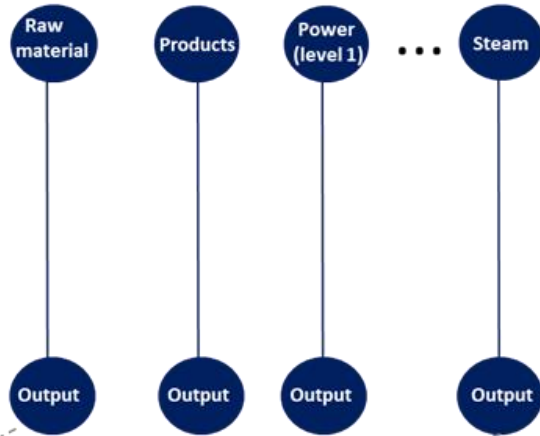 Raw
material
Products
Power
(level 1)
...
Steam
Output
Output
Output
Output